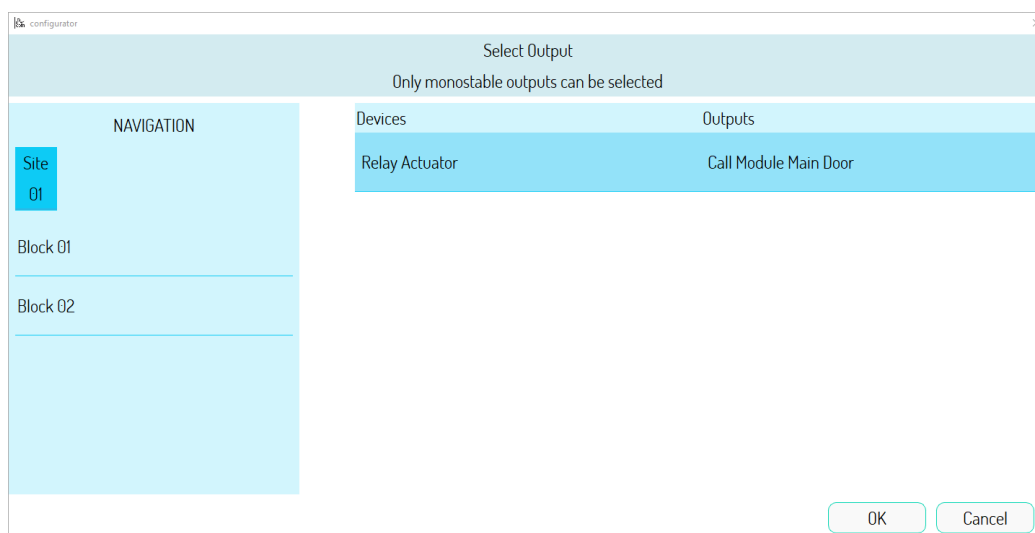 configurator
Select Output
Only monostable outputs can be selected
NAVIGATION
Site
01
Block 01
Block 02
Devices Outputs
Relay Actuator Call Module Main Door
OK Cancel